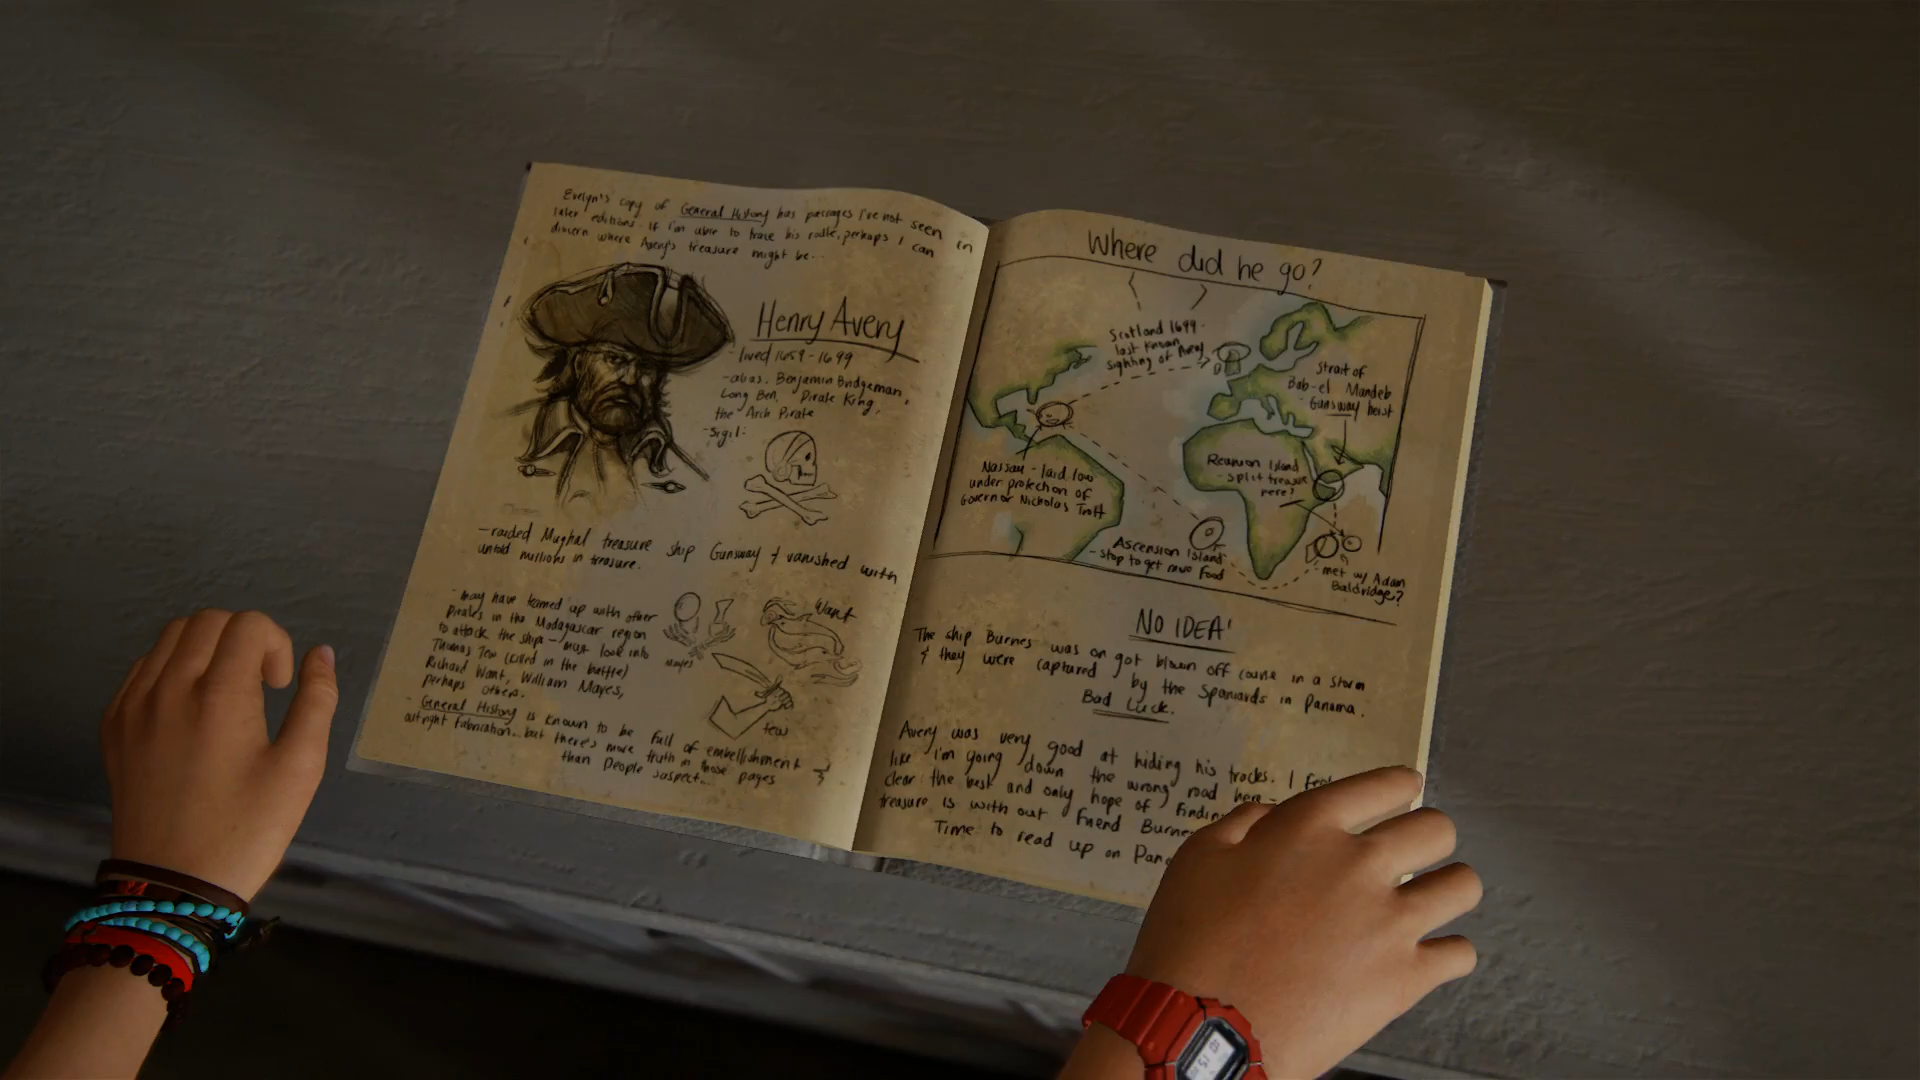 Evelyn's copy of General History has passages I've not seen in
later editions. If I'm able to trace his route, perhaps I can
discern where Avery's treasure might be...
Henry Avery
- lived 1659-1699
- alias. Benjamin Bridgeman,
Long Ben, Pirate King,
the Arch Pirate
- Sigil:
- raided Mughal treasure ship Gunsway & vanished with
untold millions in treasure.
- may have teamed up with other
pirates in the Madagascar region
to attack the ships - must look into
Thomas Tew (killed in the battle)
Richard Want, William Mayes,
perhaps others.
Mayes
Want
Tew
- General History is known to be full of embellishment &
outright fabrication... but there's more truth in those pages
than people suspect...
Where did he go?
Scotland 1699-
last known
sighting of Avery
Strait of
Bab-el Mandeb
- Gunsway heist
Reunion Island
- split treasure
here?
Nassau - laid low
under protection of
Governor Nicholas Trott
Ascension Island
- stop to get more food
- met w/ Adam
Baldridge?
NO IDEA!
The ship Burnes was on got blown off course in a storm
& they were captured by the Spaniards in Panama.
Bad Luck.
Avery was very good at hiding his tracks. I feel
like I'm going down the wrong road here -
clear the best and only hope of
treasure is with our friend
Time to read up on